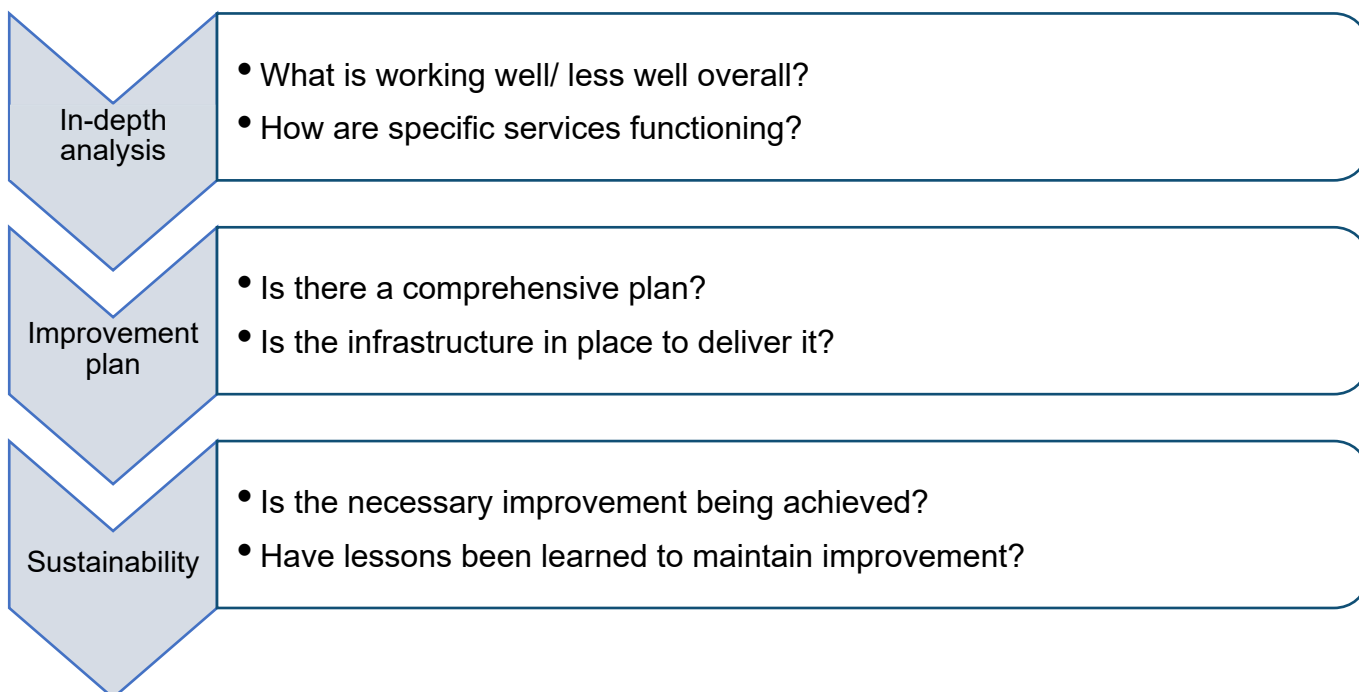 In-depth
analysis
• What is working well/ less well overall?
• How are specific services functioning?
Improvement
plan
• Is there a comprehensive plan?
• Is the infrastructure in place to deliver it?
Sustainability
• Is the necessary improvement being achieved?
• Have lessons been learned to maintain improvement?